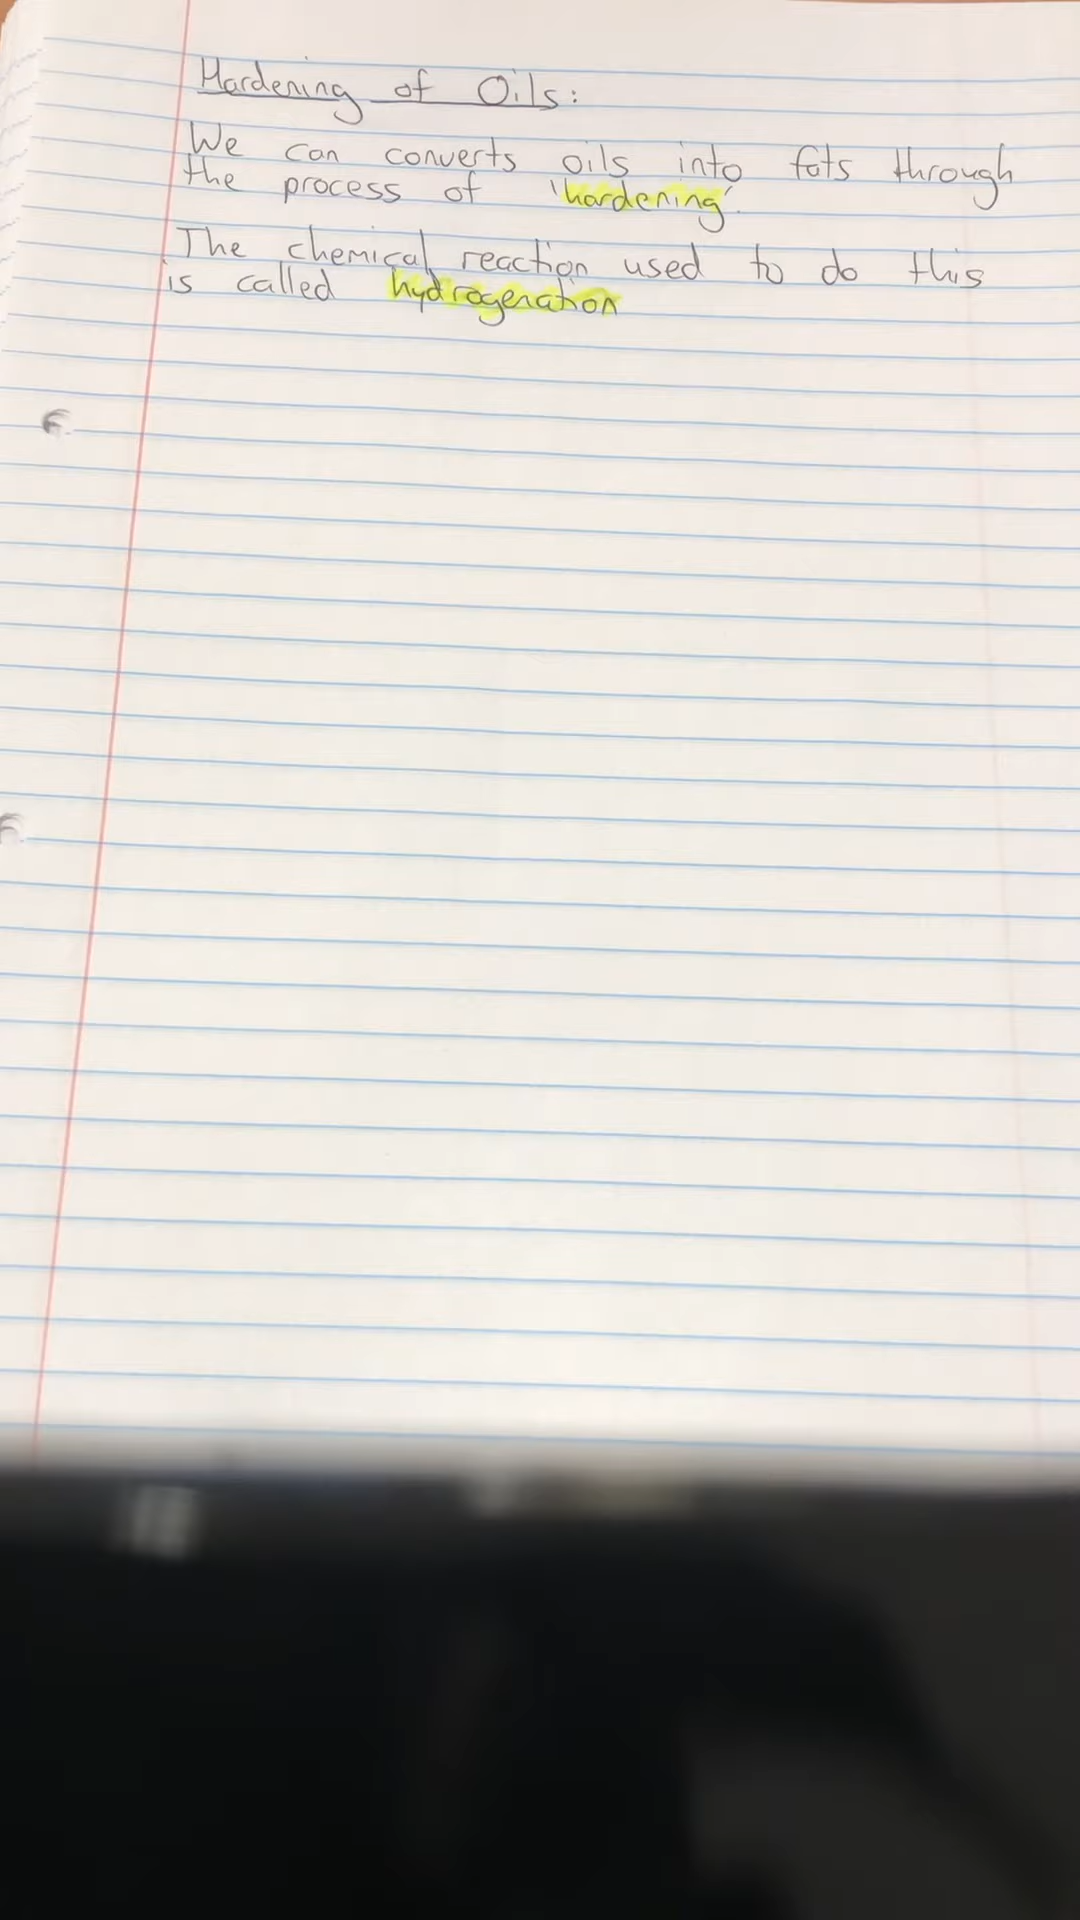 Hardening of Oils:
We can converts oils into fats through
the process of 'hardening'.
The chemical reaction used to do this
is called hydrogenation